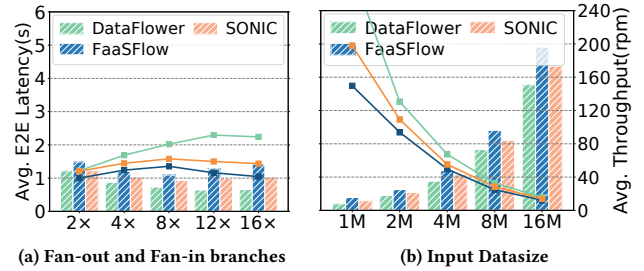 Avg. E2E Latency(s)
6
5
4
3
2
1
0
DataFlower
SONIC
FaaSFlow
2× 4× 8× 12× 16×
(a) Fan-out and Fan-in branches
DataFlower
SONIC
FaaSFlow
1M 2M 4M 8M 16M
240
200
160
120
80
40
0
Avg. Throughput(rpm)
(b) Input Datasize